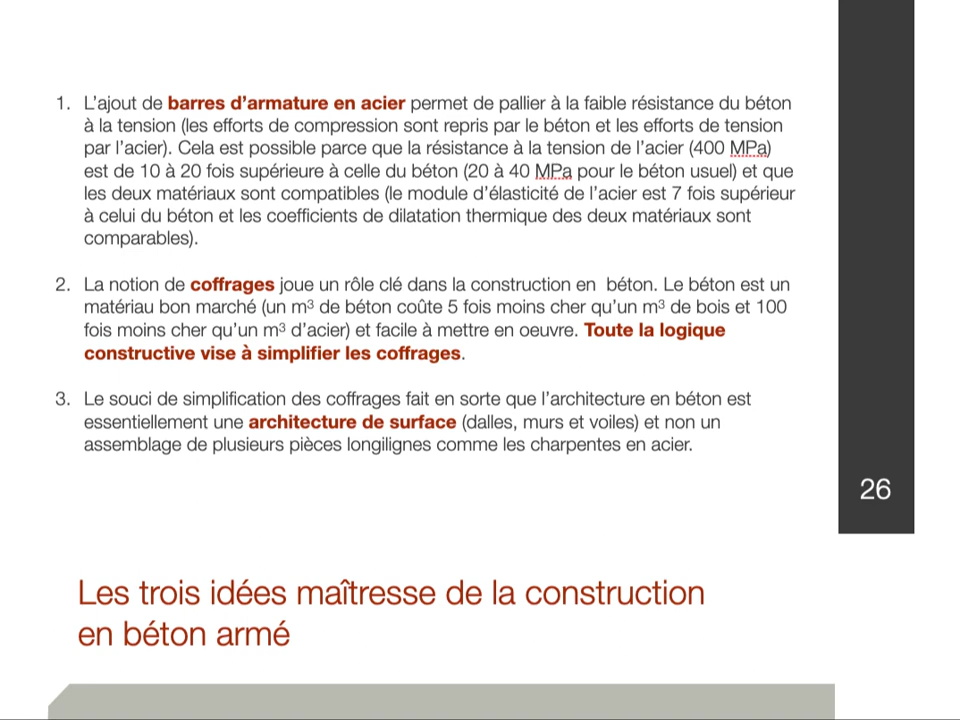 1. L'ajout de barres d'armature en acier permet de pallier à la faible résistance du béton
à la tension (les efforts de compression sont repris par le béton et les efforts de tension
par l'acier). Cela est possible parce que la résistance à la tension de l'acier (400 MPa)
est de 10 à 20 fois supérieure à celle du béton (20 à 40 MPa pour le béton usuel) et que
les deux matériaux sont compatibles (le module d'élasticité de l'acier est 7 fois supérieur
à celui du béton et les coefficients de dilatation thermique des deux matériaux sont
comparables).
2. La notion de coffrages joue un rôle clé dans la construction en béton. Le béton est un
matériau bon marché (un m³ de béton coûte 5 fois moins cher qu'un m³ de bois et 100
fois moins cher qu'un m³ d'acier) et facile à mettre en oeuvre. Toute la logique
constructive vise à simplifier les coffrages.
3. Le souci de simplification des coffrages fait en sorte que l'architecture en béton est
essentiellement une architecture de surface (dalles, murs et voiles) et non un
assemblage de plusieurs pièces longilignes comme les charpentes en acier.
26
Les trois idées maîtresse de la construction
en béton armé